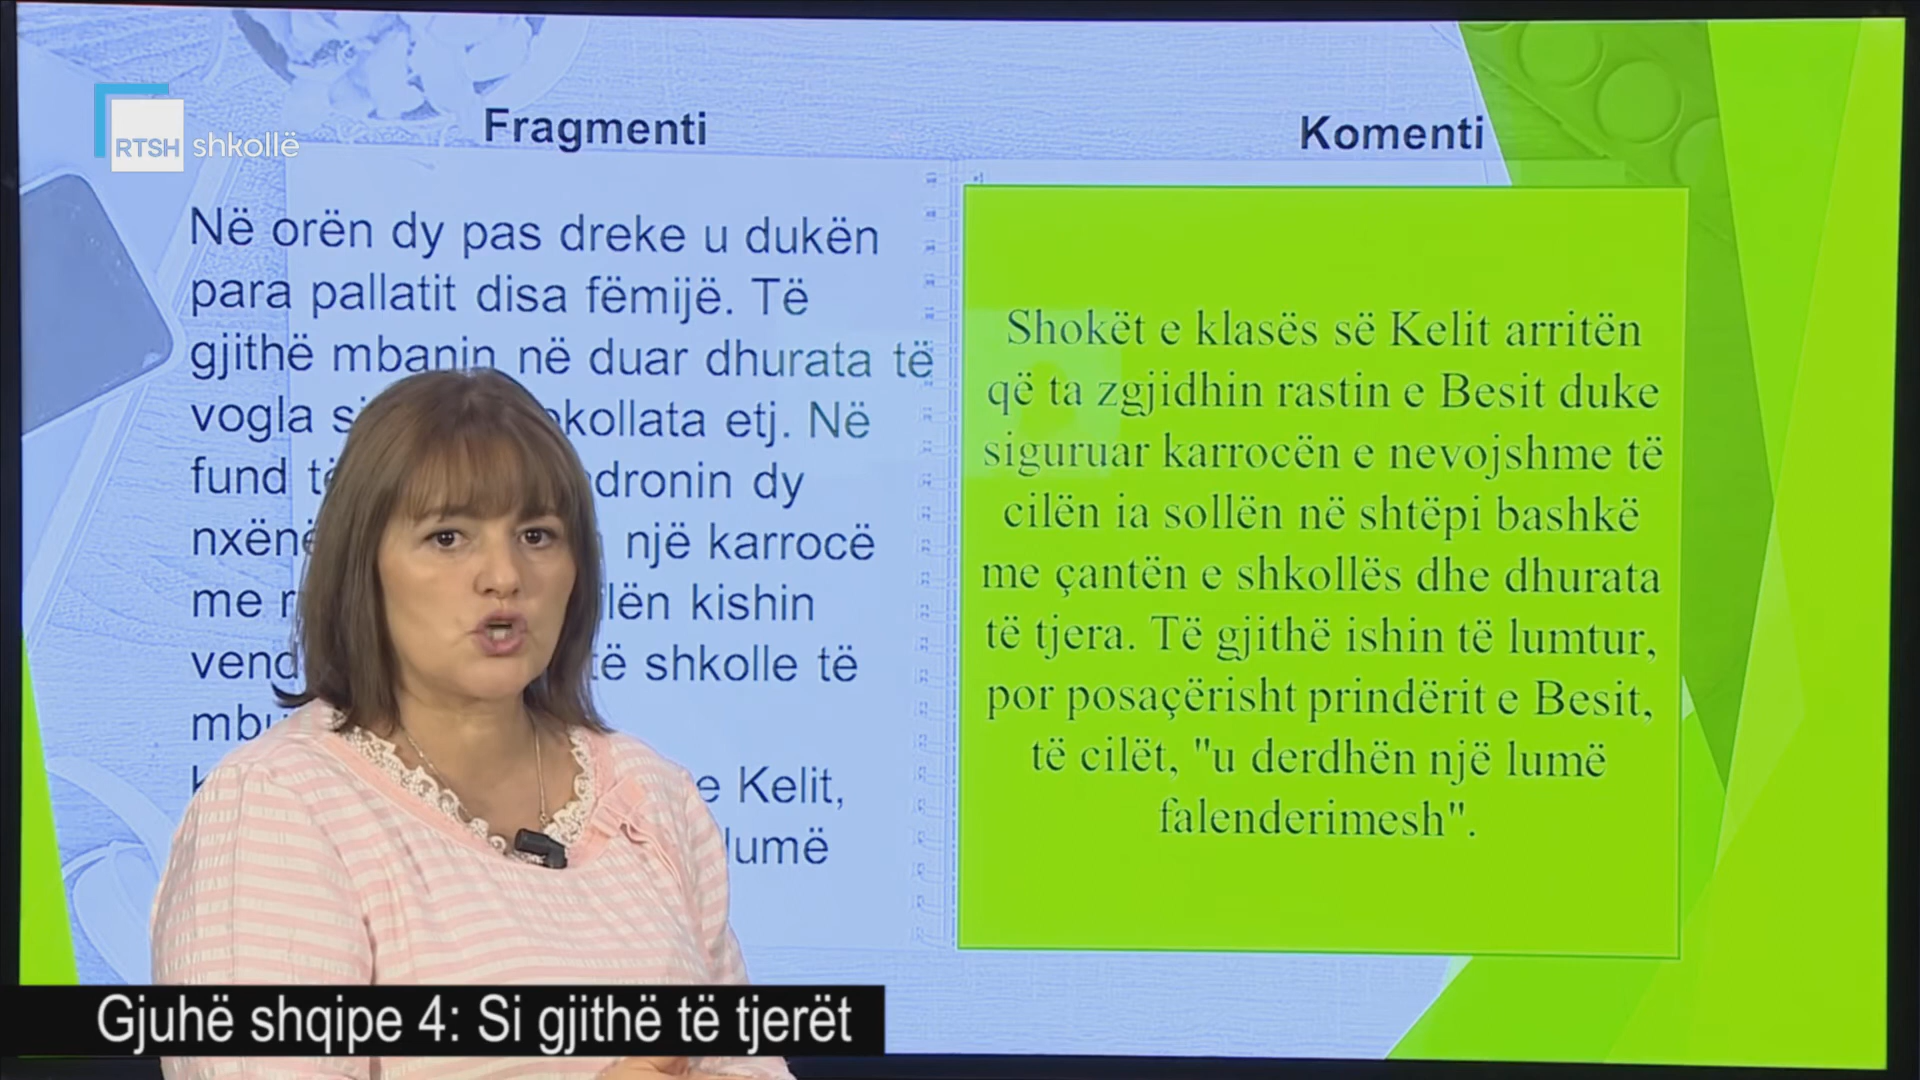 RTSH shkollë
Fragmenti
Komenti
Në orën dy pas dreke u dukën
para pallatit disa fëmijë. Të
gjithë mbanin në duar dhurata të
vogla
etj. Në
fund
dy
një karrocë
me
kishin
shkolle të
Kelit,
lumë
Shokët e klasës së Kelit arritën
që ta zgjidhin rastin e Besit duke
siguruar karrocën e nevojshme të
cilën ia sollën në shtëpi bashkë
me çantën e shkollës dhe dhurata
të tjera. Të gjithë ishin të lumtur,
por posaçërisht prindërit e Besit,
të cilët, "u derdhën një lumë
falenderimesh".
Gjuhë shqipe 4: Si gjithë të tjerët